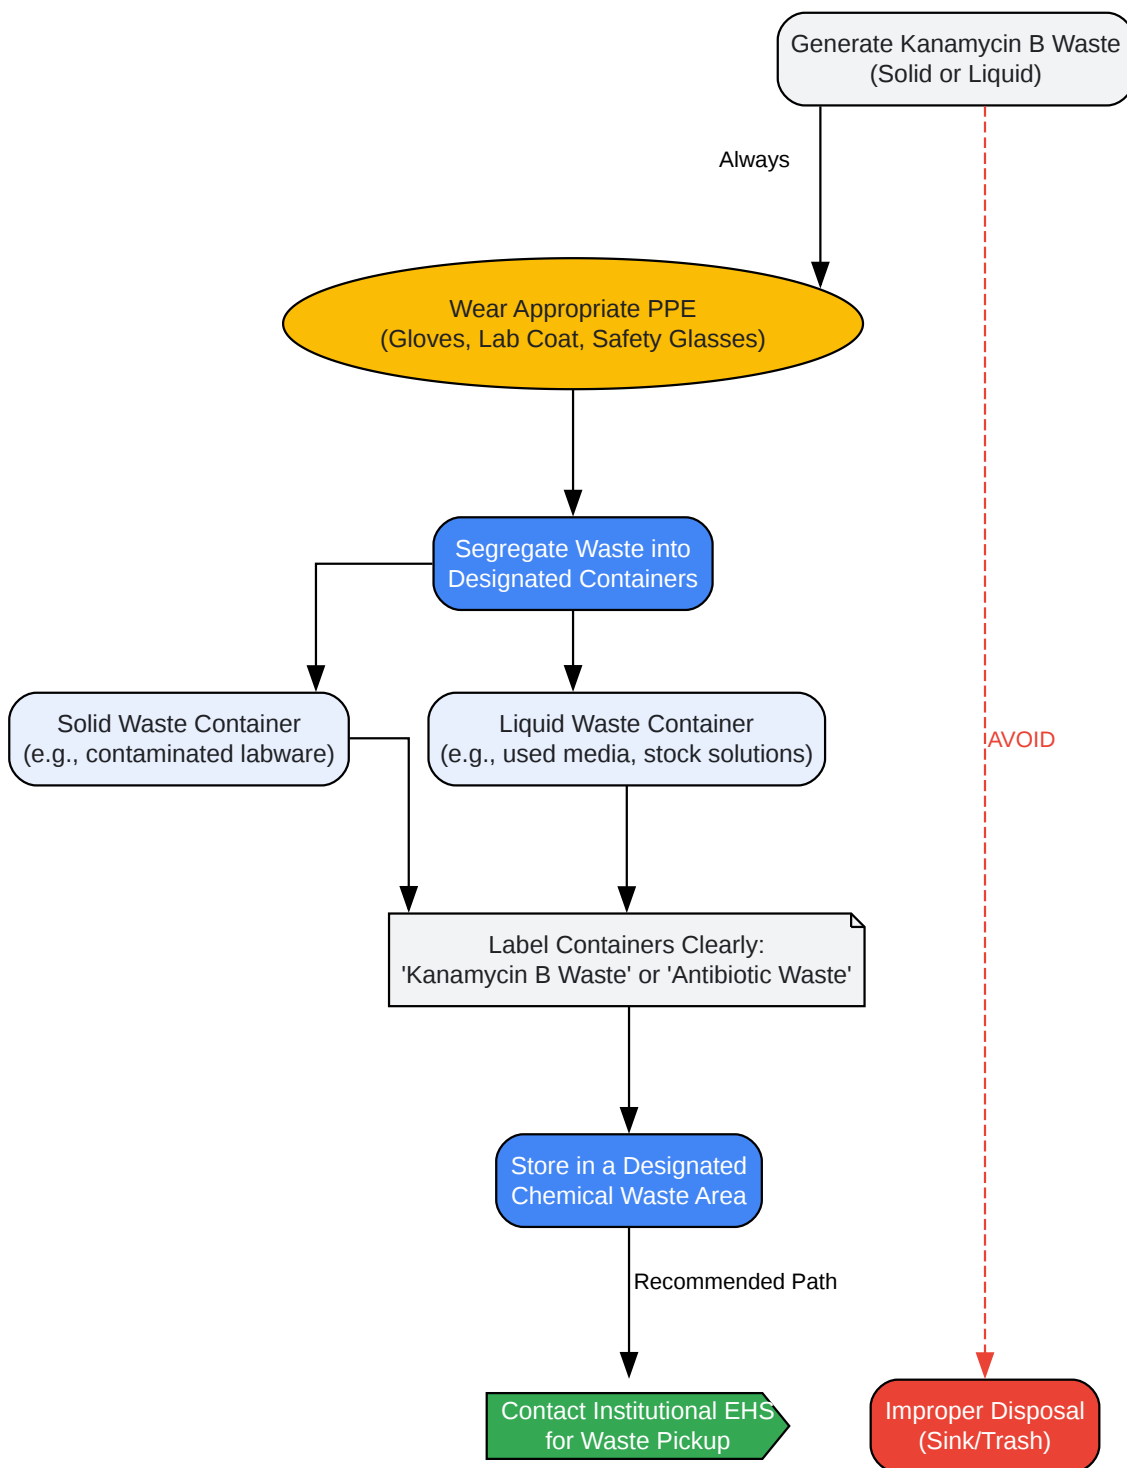 Generate Kanamycin B Waste
(Solid or Liquid)
Always
Wear Appropriate PPE
(Gloves, Lab Coat, Safety Glasses)
Segregate Waste into
Designated Containers
Solid Waste Container
(e.g., contaminated labware)
Liquid Waste Container
(e.g., used media, stock solutions)
AVOID
Label Containers Clearly:
'Kanamycin B Waste' or 'Antibiotic Waste'
Store in a Designated
Chemical Waste Area
Recommended Path
Contact Institutional EHS
for Waste Pickup
Improper Disposal
(Sink/Trash)